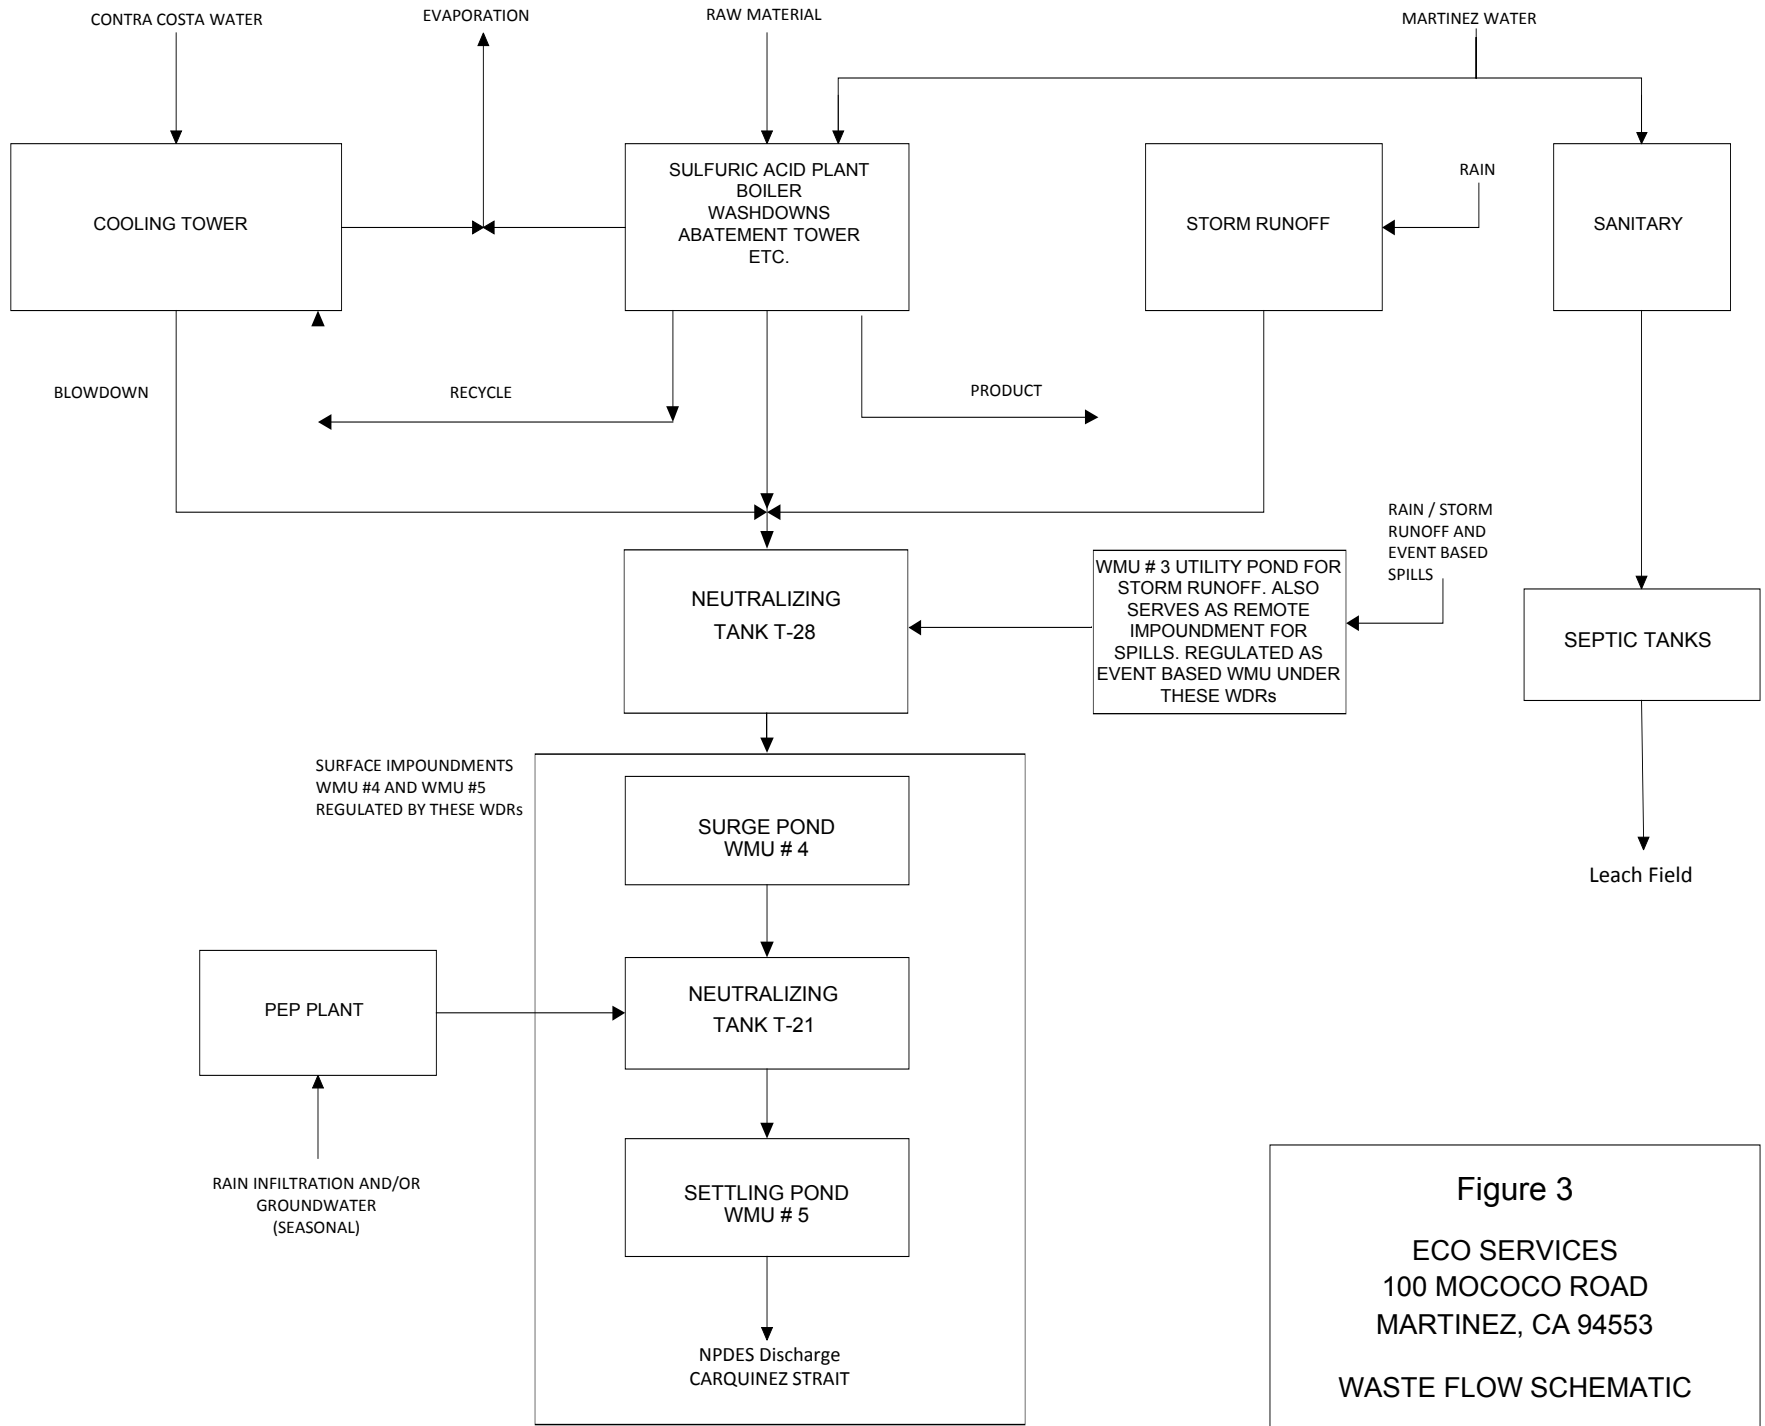 CONTRA COSTA WATER
EVAPORATION
RAW MATERIAL
MARTINEZ WATER
COOLING TOWER
SULFURIC ACID PLANT
BOILER
WASHDOWNS
ABATEMENT TOWER
ETC.
STORM RUNOFF
RAIN
SANITARY
BLOWDOWN
RECYCLE
PRODUCT
RAIN / STORM
RUNOFF AND
EVENT BASED
SPILLS
NEUTRALIZING
TANK T-28
WMU # 3 UTILITY POND FOR
STORM RUNOFF. ALSO
SERVES AS REMOTE
IMPOUNDMENT FOR
SPILLS. REGULATED AS
EVENT BASED WMU UNDER
THESE WDRs
SEPTIC TANKS
SURFACE IMPOUNDMENTS
WMU #4 AND WMU #5
REGULATED BY THESE WDRs
SURGE POND
WMU # 4
Leach Field
PEP PLANT
NEUTRALIZING
TANK T-21
RAIN INFILTRATION AND/OR
GROUNDWATER
(SEASONAL)
SETTLING POND
WMU # 5
NPDES Discharge
CARQUINEZ STRAIT
Figure 3
ECO SERVICES
100 MOCOCO ROAD
MARTINEZ, CA 94553
WASTE FLOW SCHEMATIC